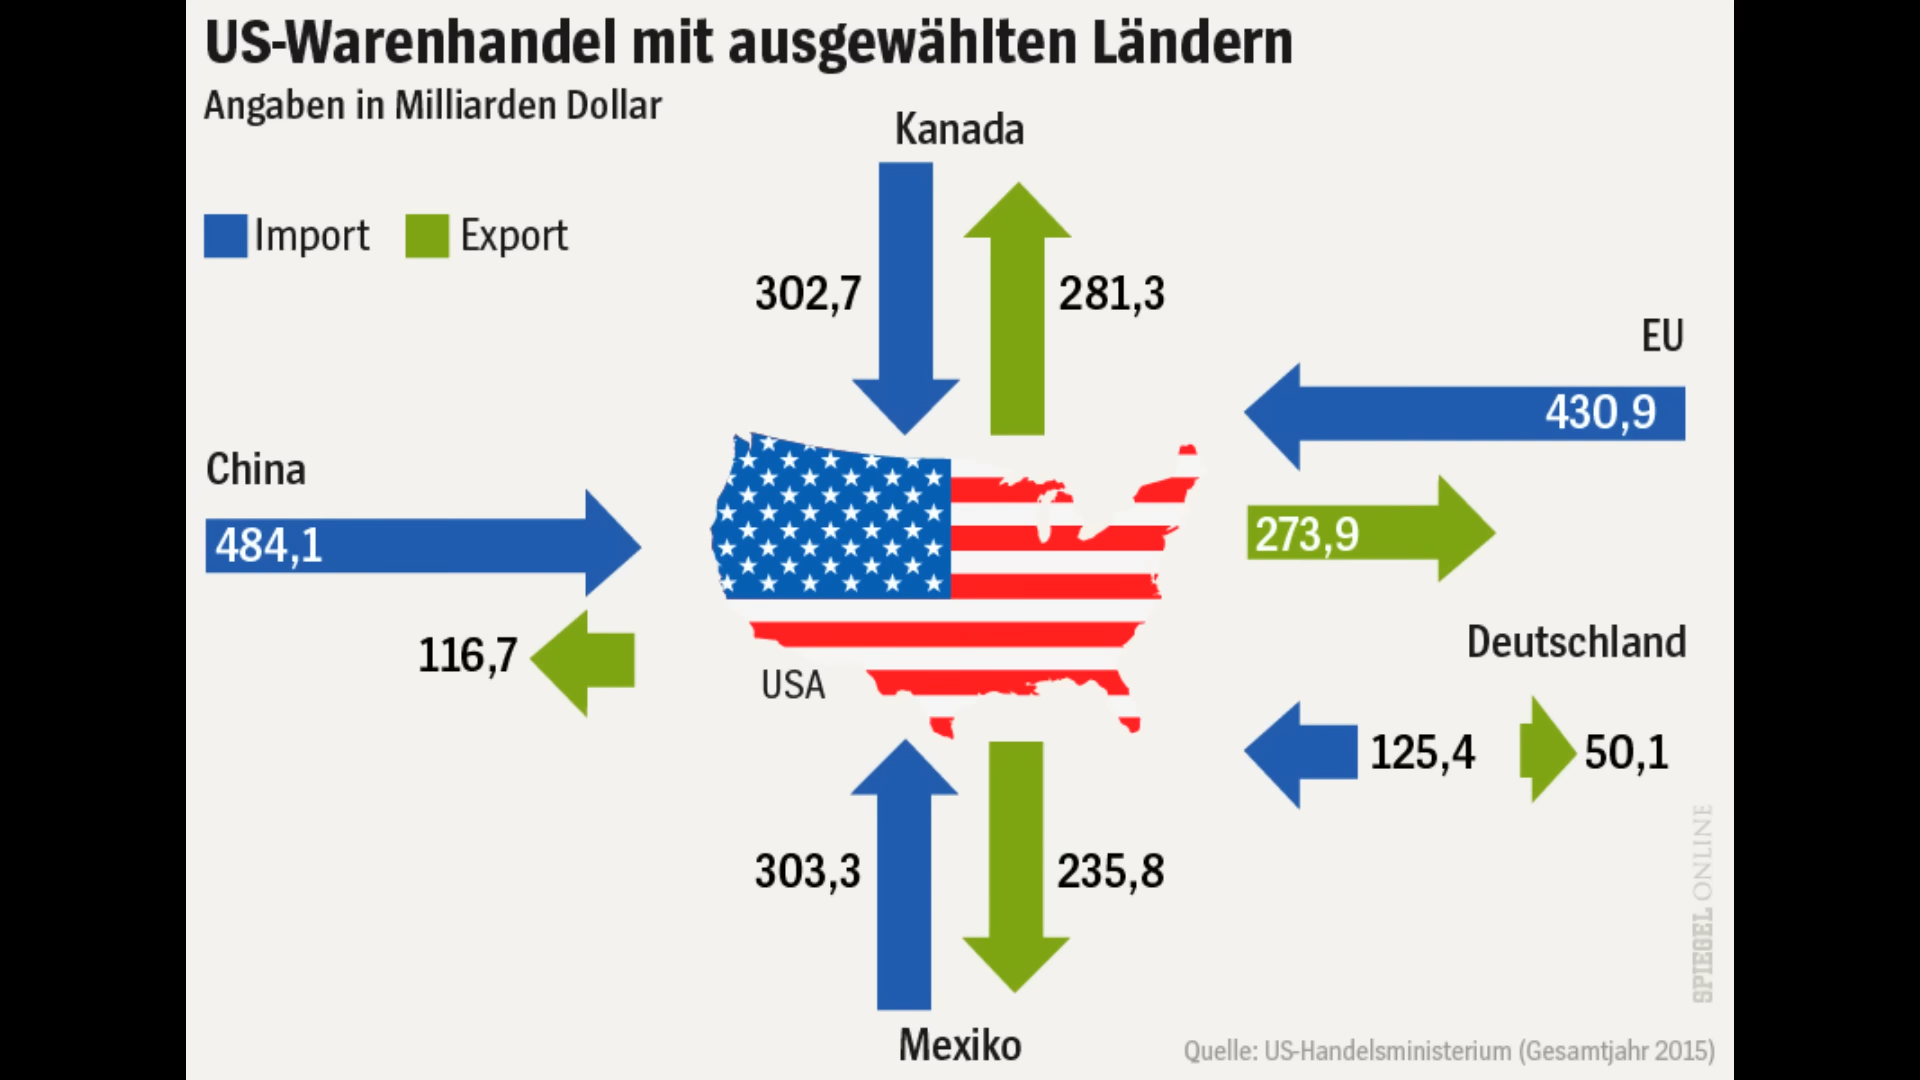 US-Warenhandel mit ausgewählten Ländern
Angaben in Milliarden Dollar
Import
Export
Kanada
302,7
281,3
EU
430,9
273,9
China
484,1
116,7
USA
Deutschland
125,4
50,1
303,3
235,8
Mexiko
SPIEGEL ONLINE
Quelle: US-Handelsministerium (Gesamtjahr 2015)